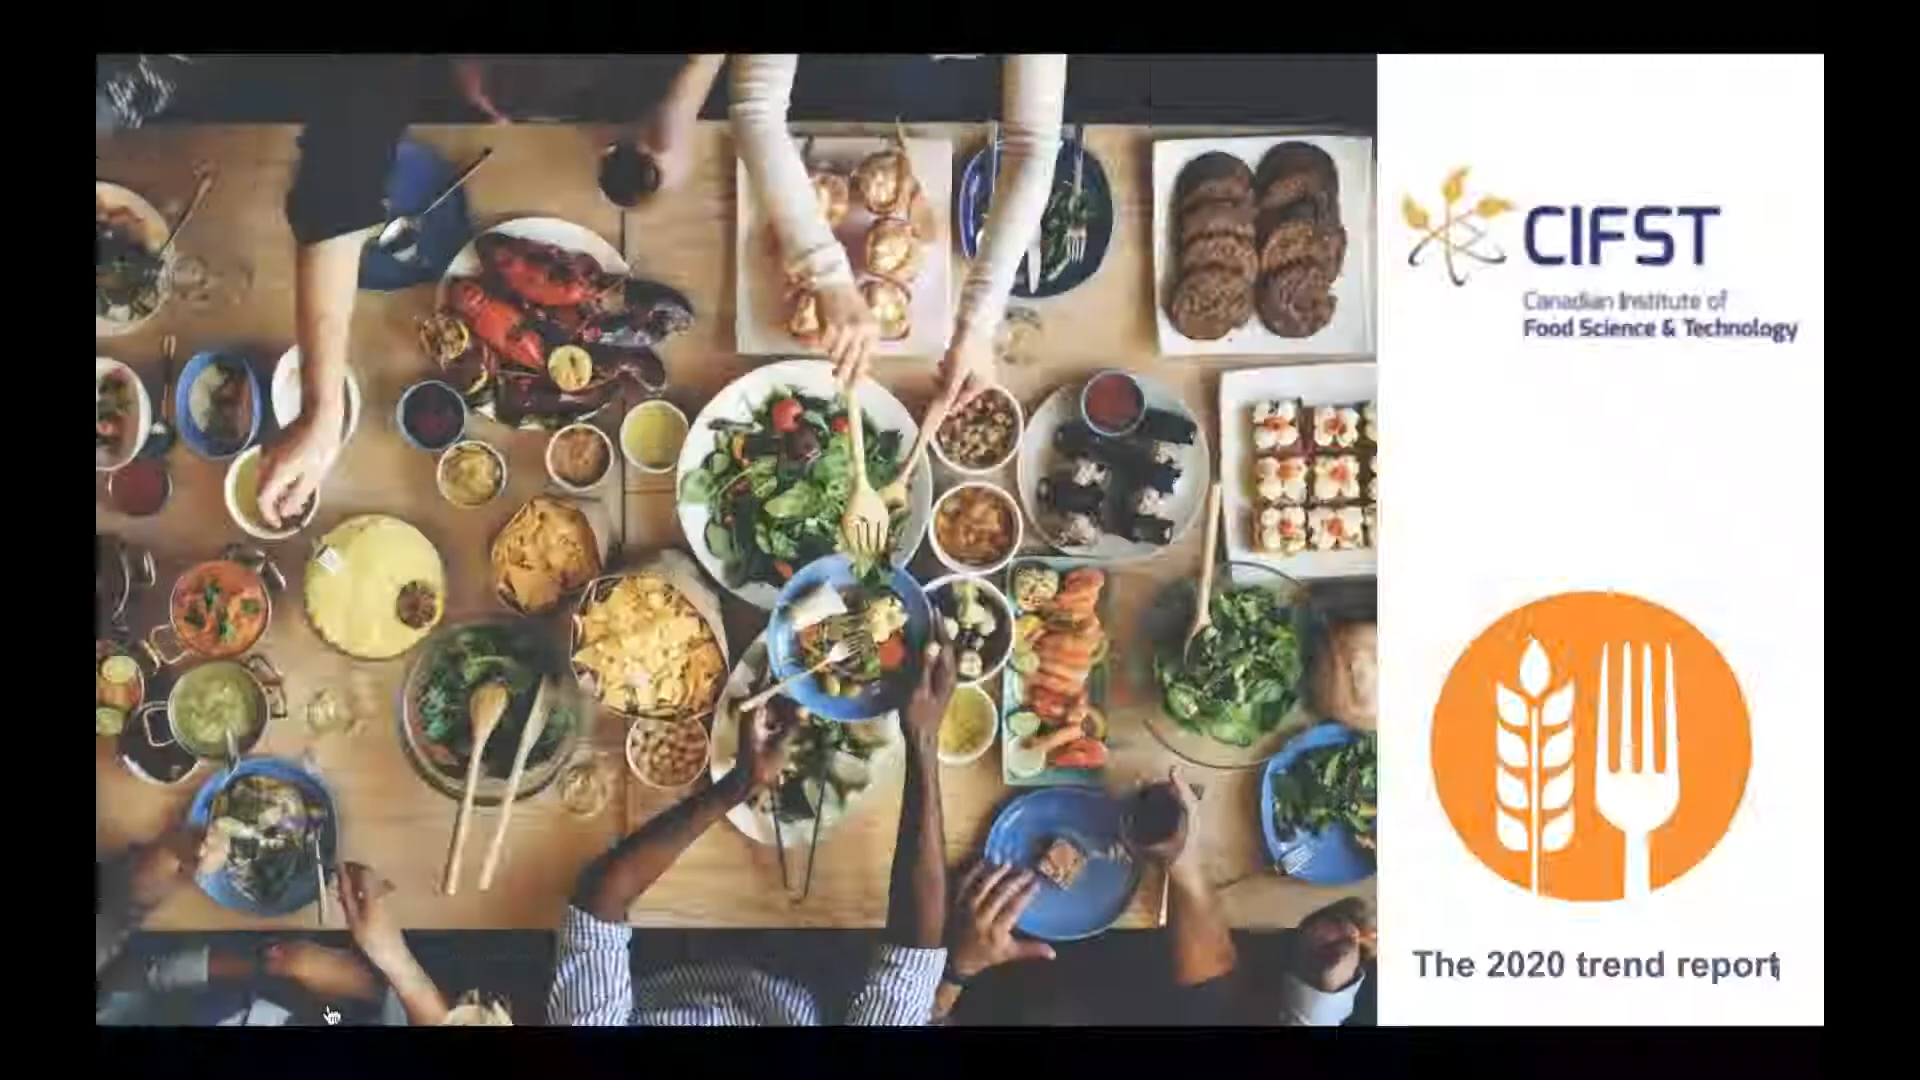 CIFST
Canadian Institute of
Food Science & Technology
The 2020 trend report